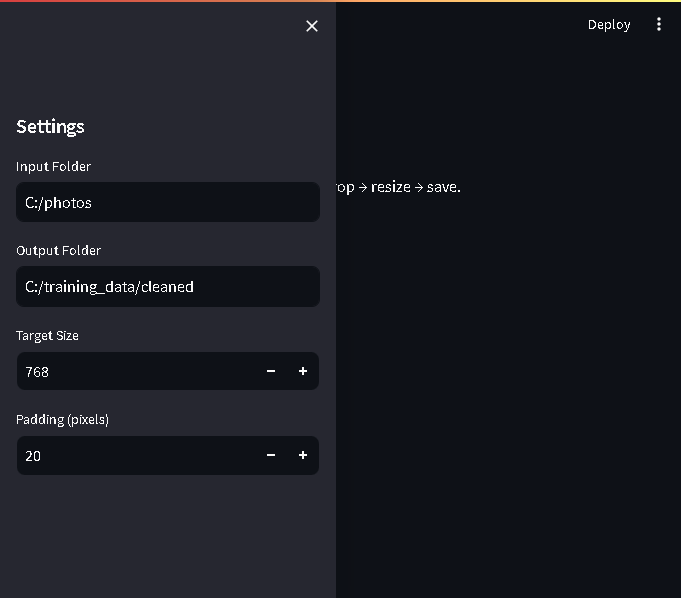 Deploy
Settings
Input Folder
C:/photos
rop → resize → save.
Output Folder
C:/training_data/cleaned
Target Size
768
Padding (pixels)
20